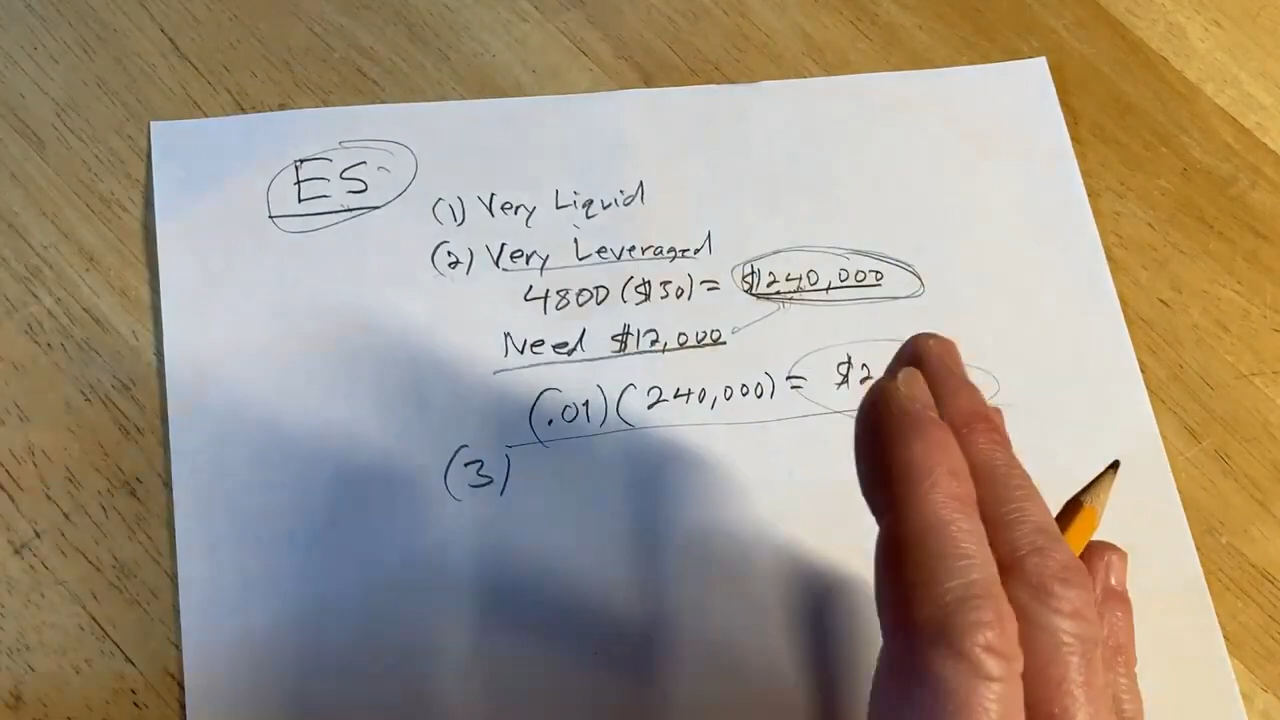 ES
(1) Very Liquid
(2) Very Leveraged
4800 ($50) = $240,000
Need $12,000
(.01)(240,000) = $2
(3)